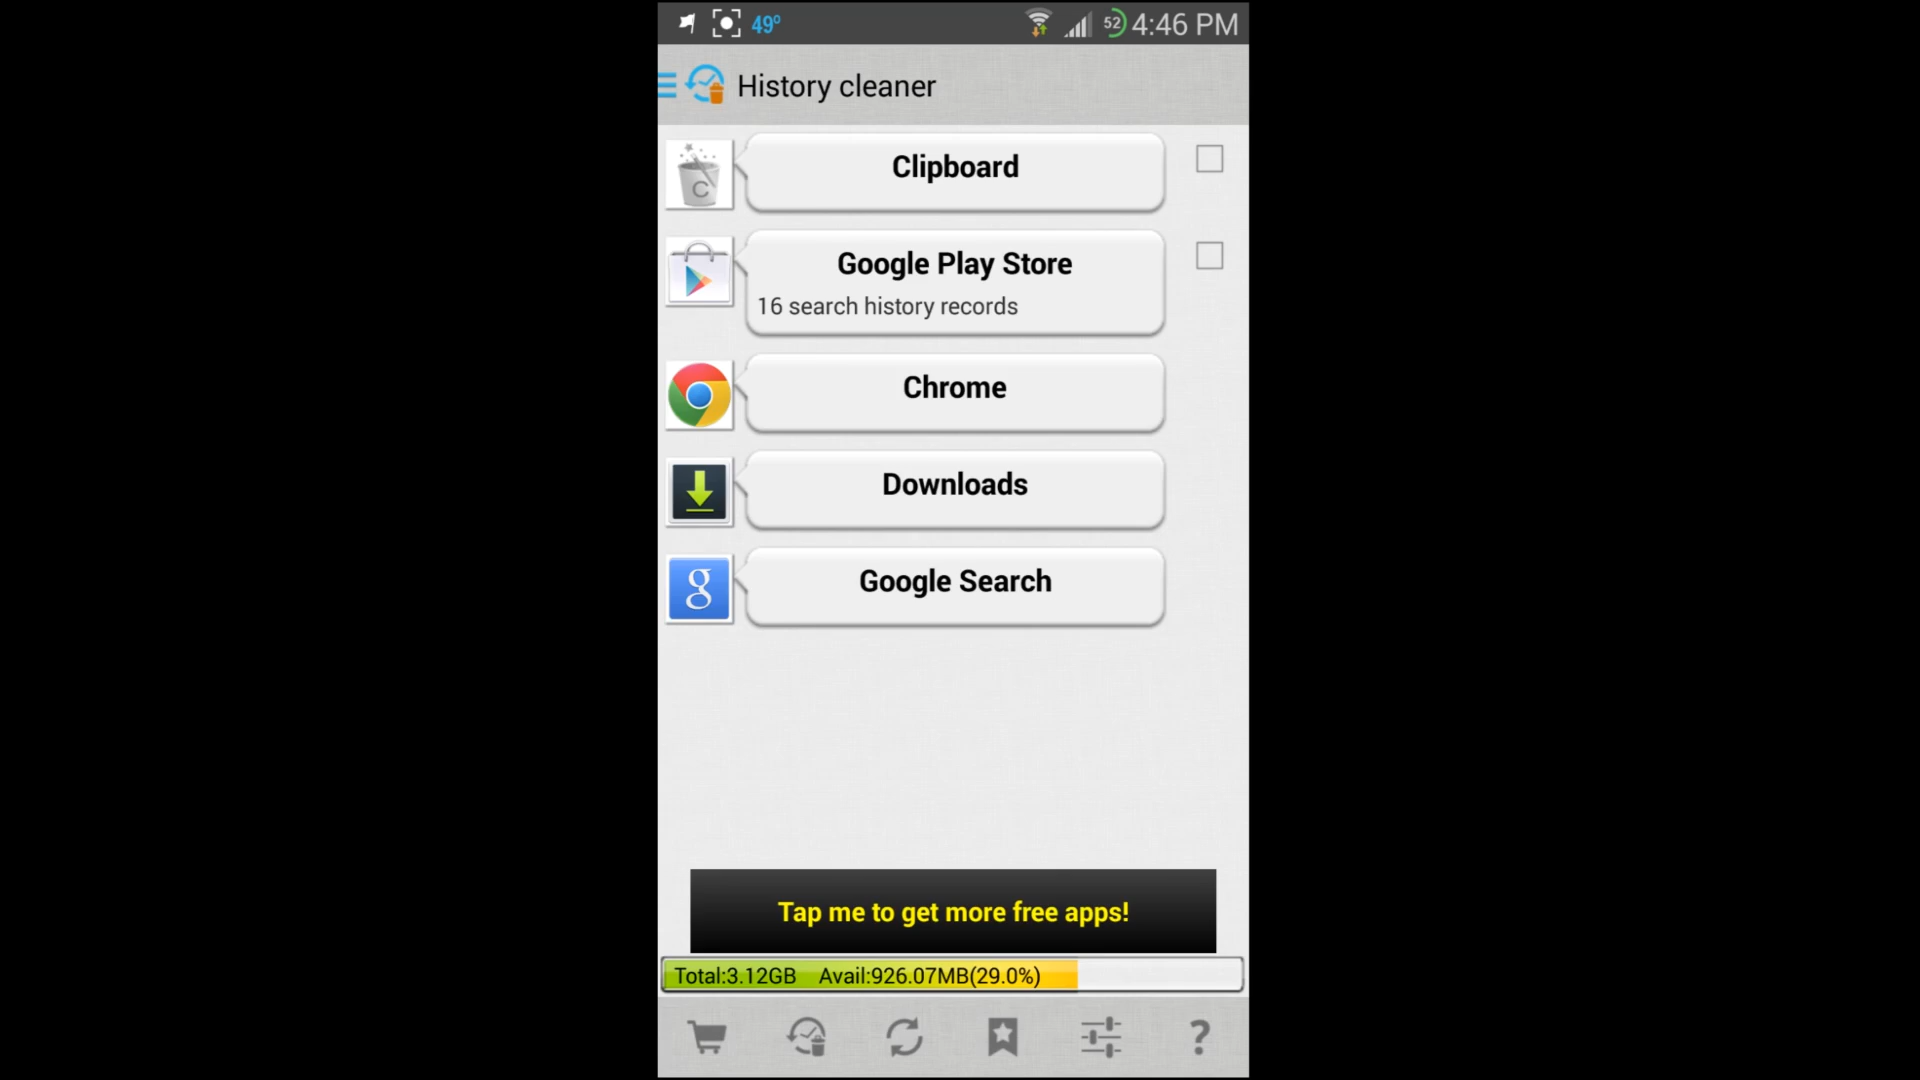 49° 52 4:46 PM
History cleaner
C
Clipboard
Google Play Store
16 search history records
Chrome
Downloads
g
Google Search
Tap me to get more free apps!
Total:3.12GB Avail:926.07MB(29.0%)
?